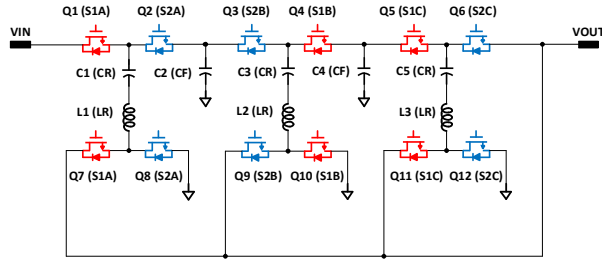 Q1 (S1A) Q2 (S2A) Q3 (S2B) Q4 (S1B) Q5 (S1C) Q6 (S2C)
VIN VOUT
C1 (CR) C2 (CF) C3 (CR) C4 (CF) C5 (CR)
L1 (LR) L2 (LR) L3 (LR)
Q7 (S1A) Q8 (S2A) Q9 (S2B) Q10 (S1B) Q11 (S1C) Q12 (S2C)